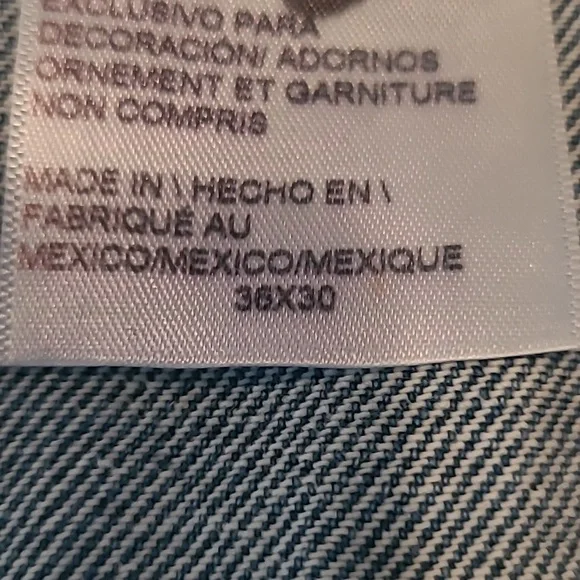 EXCLUSIVO PARA
DECORACIÓN/ ADORNOS
ORNEMENT ET GARNITURE
NON COMPRIS
MADE IN \ HECHO EN \
FABRIQUÉ AU
MEXICO/MEXICO/MEXIQUE
36X30